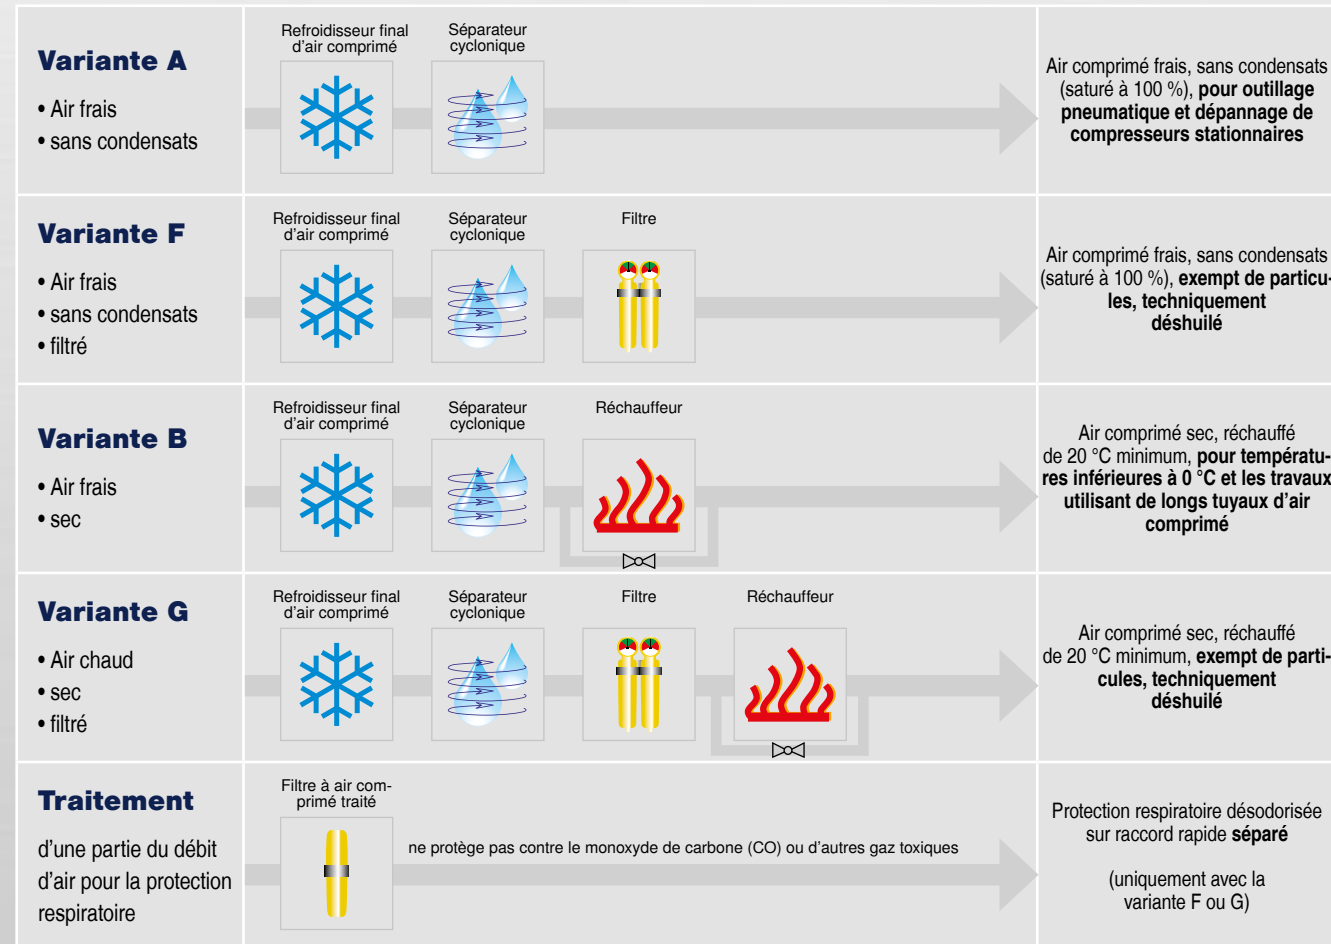 Variante A
• Air frais
• sans condensats
Refroidisseur final
d'air comprimé
Séparateur
cyclonique
Air comprimé frais, sans condensats
(saturé à 100 %), pour outillage
pneumatique et dépannage de
compresseurs stationnaires
Variante F
• Air frais
• sans condensats
• filtré
Refroidisseur final
d'air comprimé
Séparateur
cyclonique
Filtre
Air comprimé frais, sans condensats
(saturé à 100 %), exempt de particu-
les, techniquement
déshuilé
Variante B
• Air frais
• sec
Refroidisseur final
d'air comprimé
Séparateur
cyclonique
Réchauffeur
Air comprimé sec, réchauffé
de 20 °C minimum, pour températu-
res inférieures à 0 °C et les travaux
utilisant de longs tuyaux d'air
comprimé
Variante G
• Air chaud
• sec
• filtré
Refroidisseur final
d'air comprimé
Séparateur
cyclonique
Filtre
Réchauffeur
Air comprimé sec, réchauffé
de 20 °C minimum, exempt de parti-
cules, techniquement
déshuilé
Traitement
d'une partie du débit
d'air pour la protection
respiratoire
Filtre à air com-
primé traité
ne protège pas contre le monoxyde de carbone (CO) ou d'autres gaz toxiques
Protection respiratoire désodorisée
sur raccord rapide séparé
(uniquement avec la
variante F ou G)